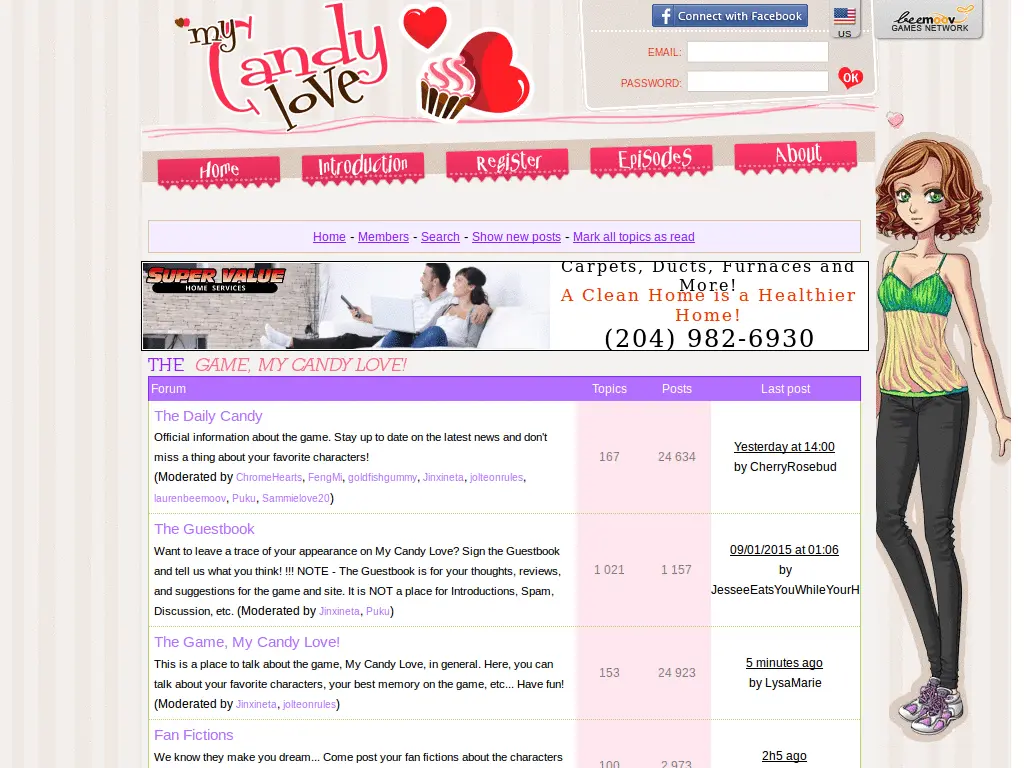 my Candy love
Connect with Facebook
US
beemoov
GAMES NETWORK
EMAIL:
PASSWORD:
OK
Home
Introduction
Register
Episodes
About
Home - Members - Search - Show new posts - Mark all topics as read
SUPER VALUE
HOME SERVICES
Carpets, Ducts, Furnaces and
More!
A Clean Home is a Healthier
Home!
(204) 982-6930
THE GAME, MY CANDY LOVE!
Forum Topics Posts Last post
The Daily Candy
Official information about the game. Stay up to date on the latest news and don't
miss a thing about your favorite characters!
(Moderated by ChromeHearts, FengMi, goldfishgummy, Jinxineta, jolteonrules,
laurenbeemoov, Puku, Sammielove20)
167
24 634
Yesterday at 14:00
by CherryRosebud
The Guestbook
Want to leave a trace of your appearance on My Candy Love? Sign the Guestbook
and tell us what you think! !!! NOTE - The Guestbook is for your thoughts, reviews,
and suggestions for the game and site. It is NOT a place for Introductions, Spam,
Discussion, etc. (Moderated by Jinxineta, Puku)
1 021
1 157
09/01/2015 at 01:06
by
JesseeEatsYouWhileYourH
The Game, My Candy Love!
This is a place to talk about the game, My Candy Love, in general. Here, you can
talk about your favorite characters, your best memory on the game, etc... Have fun!
(Moderated by Jinxineta, jolteonrules)
153
24 923
5 minutes ago
by LysaMarie
Fan Fictions
We know they make you dream... Come post your fan fictions about the characters
100
2 973
2h5 ago